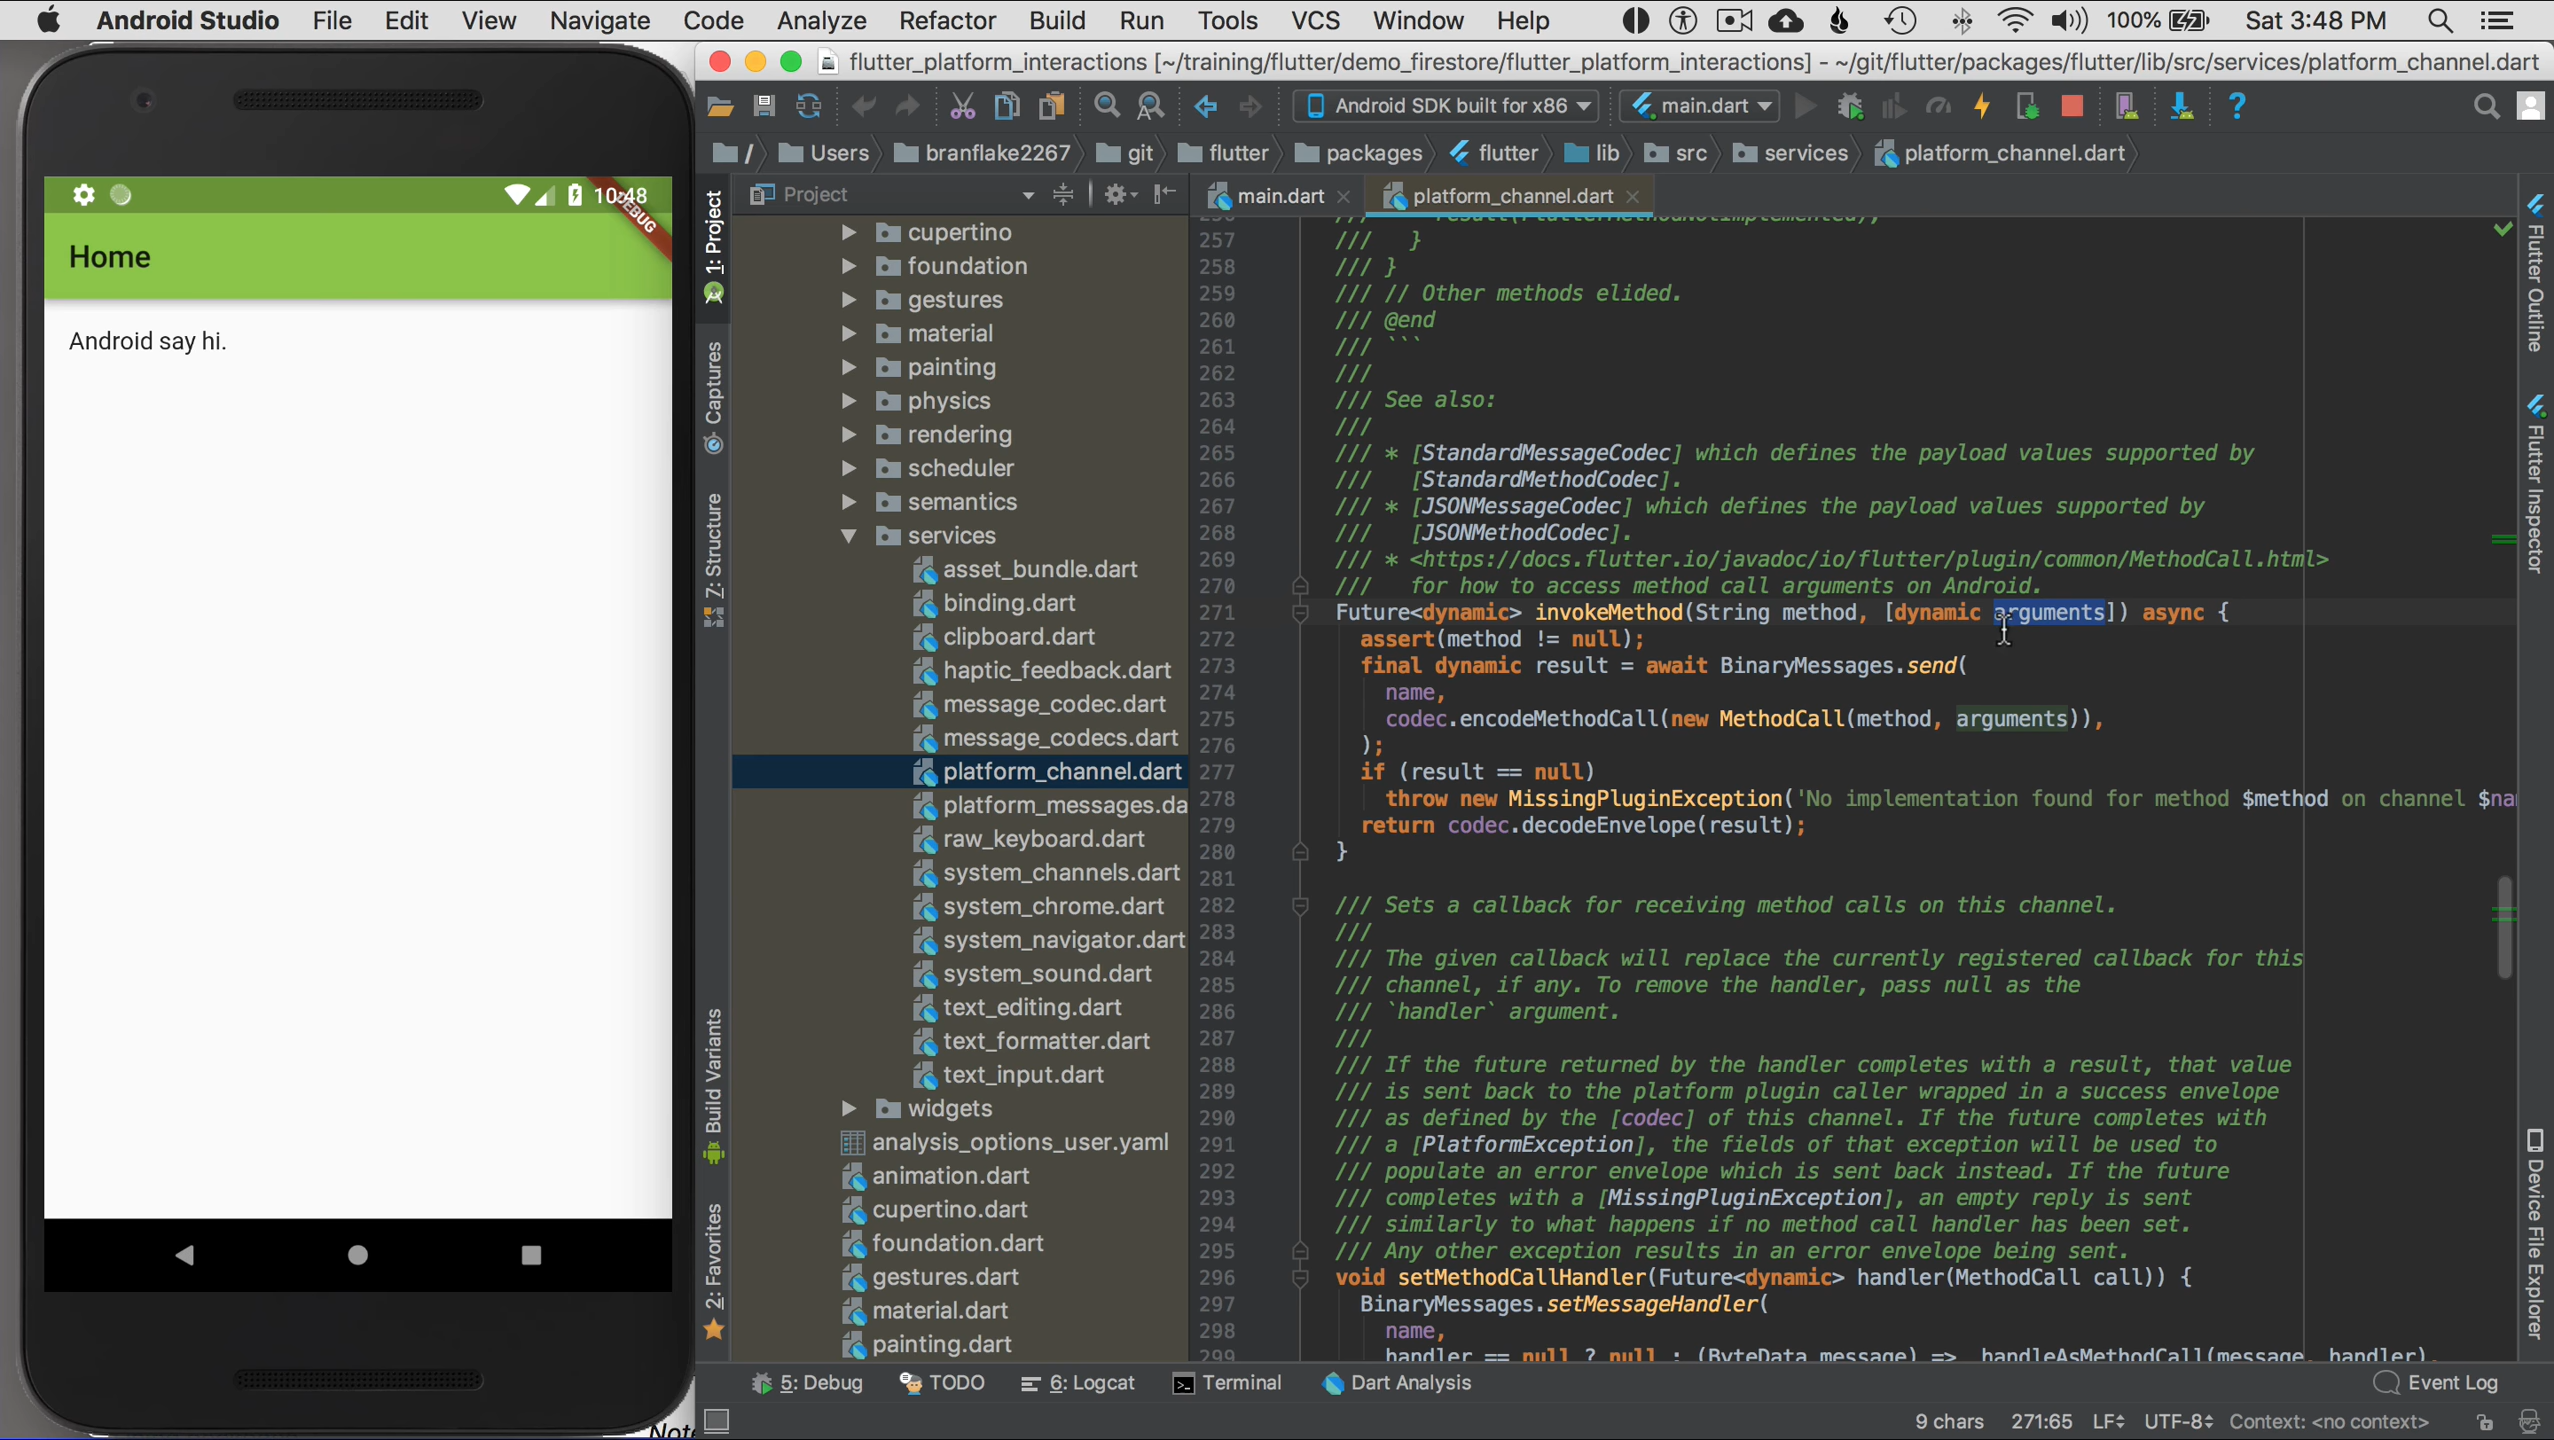 Android Studio File Edit View Navigate Code Analyze Refactor Build Run Tools VCS Window Help 100% Sat 3:48 PM
flutter_platform_interactions [~/training/flutter/demo_firestore/flutter_platform_interactions] - ~/git/flutter/packages/flutter/lib/src/services/platform_channel.dart
Android SDK built for x86 main.dart
/ Users branflake2267 git flutter packages flutter lib src services platform_channel.dart
10:48
DEBUG
Home
Android say hi.
1: Project
Captures
7: Structure
Build Variants
2: Favorites
Project
cupertino
foundation
gestures
material
painting
physics
rendering
scheduler
semantics
services
asset_bundle.dart
binding.dart
clipboard.dart
haptic_feedback.dart
message_codec.dart
message_codecs.dart
platform_channel.dart
platform_messages.da
raw_keyboard.dart
system_channels.dart
system_chrome.dart
system_navigator.dart
system_sound.dart
text_editing.dart
text_formatter.dart
text_input.dart
widgets
analysis_options_user.yaml
animation.dart
cupertino.dart
foundation.dart
gestures.dart
material.dart
painting.dart
main.dart platform_channel.dart
257 /// }
258 /// }
259 /// // Other methods elided.
260 /// @end
261 /// ```
262 ///
263 /// See also:
264 ///
265 /// * [StandardMessageCodec] which defines the payload values supported by
266 /// [StandardMethodCodec].
267 /// * [JSONMessageCodec] which defines the payload values supported by
268 /// [JSONMethodCodec].
269 /// * <https://docs.flutter.io/javadoc/io/flutter/plugin/common/MethodCall.html>
270 /// for how to access method call arguments on Android.
271 Future<dynamic> invokeMethod(String method, [dynamic arguments]) async {
272 assert(method != null);
273 final dynamic result = await BinaryMessages.send(
274 name,
275 codec.encodeMethodCall(new MethodCall(method, arguments)),
276 );
277 if (result == null)
278 throw new MissingPluginException('No implementation found for method $method on channel $na
279 return codec.decodeEnvelope(result);
280 }
281
282 /// Sets a callback for receiving method calls on this channel.
283 ///
284 /// The given callback will replace the currently registered callback for this
285 /// channel, if any. To remove the handler, pass null as the
286 /// `handler` argument.
287 ///
288 /// If the future returned by the handler completes with a result, that value
289 /// is sent back to the platform plugin caller wrapped in a success envelope
290 /// as defined by the [codec] of this channel. If the future completes with
291 /// a [PlatformException], the fields of that exception will be used to
292 /// populate an error envelope which is sent back instead. If the future
293 /// completes with a [MissingPluginException], an empty reply is sent
294 /// similarly to what happens if no method call handler has been set.
295 /// Any other exception results in an error envelope being sent.
296 void setMethodCallHandler(Future<dynamic> handler(MethodCall call)) {
297 BinaryMessages.setMessageHandler(
298 name,
299 handler == null ? null : (ByteData message) => handleAsMethodCall(message, handler),
Flutter Outline
Flutter Inspector
Device File Explorer
5: Debug TODO 6: Logcat Terminal Dart Analysis Event Log
9 chars 271:65 LF UTF-8 Context: <no context>